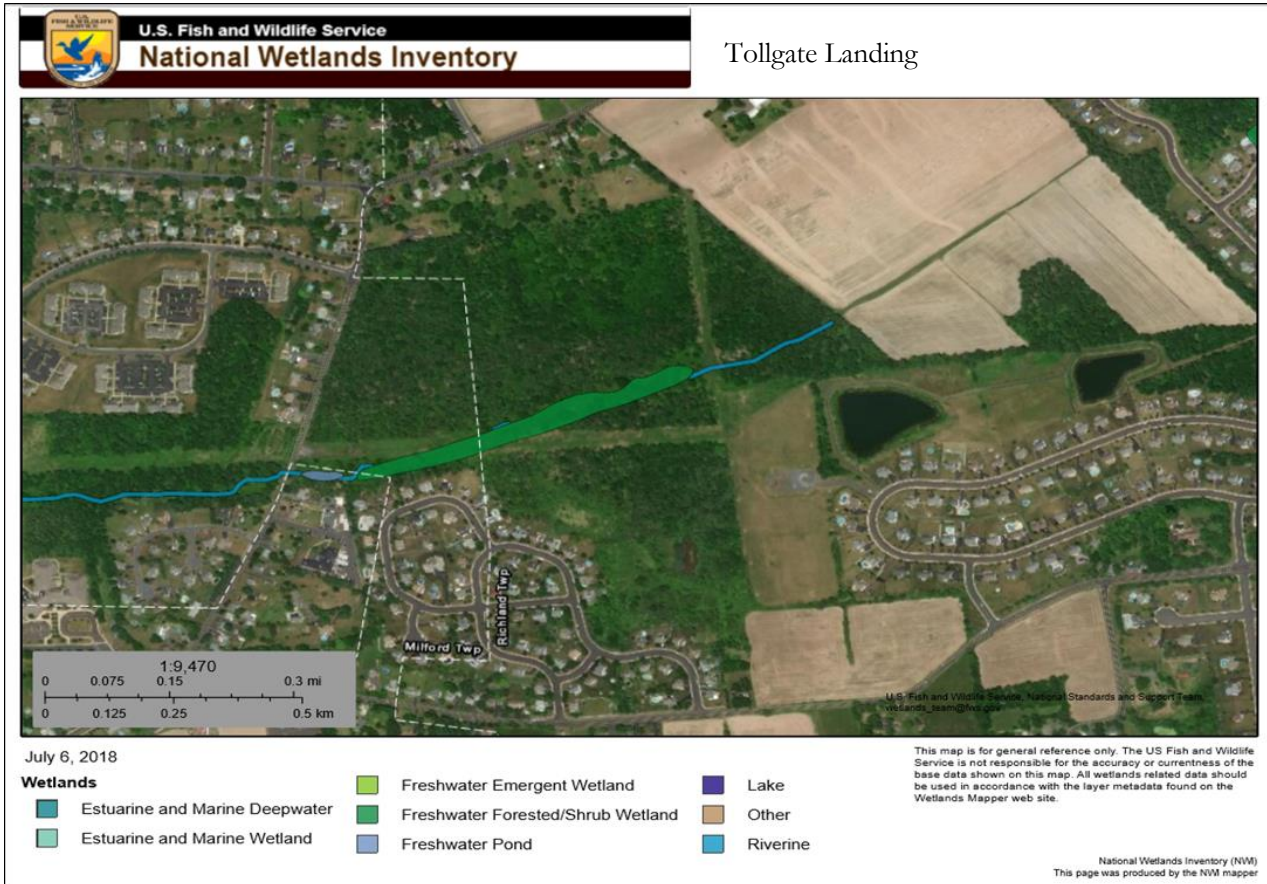 U.S.
FISH & WILDLIFE
SERVICE
U.S. Fish and Wildlife Service
National Wetlands Inventory
Tollgate Landing
Richland Twp
Milford Twp
1:9,470
0 0.075 0.15 0.3 mi
0 0.125 0.25 0.5 km
U.S. Fish and Wildlife Service, National Standards and Support Team,
wetlands_team@fws.gov
July 6, 2018
Wetlands
Estuarine and Marine Deepwater
Estuarine and Marine Wetland
Freshwater Emergent Wetland
Freshwater Forested/Shrub Wetland
Freshwater Pond
Lake
Other
Riverine
This map is for general reference only. The US Fish and Wildlife
Service is not responsible for the accuracy or currentness of the
base data shown on this map. All wetlands related data should
be used in accordance with the layer metadata found on the
Wetlands Mapper web site.
National Wetlands Inventory (NWI)
This page was produced by the NWI mapper